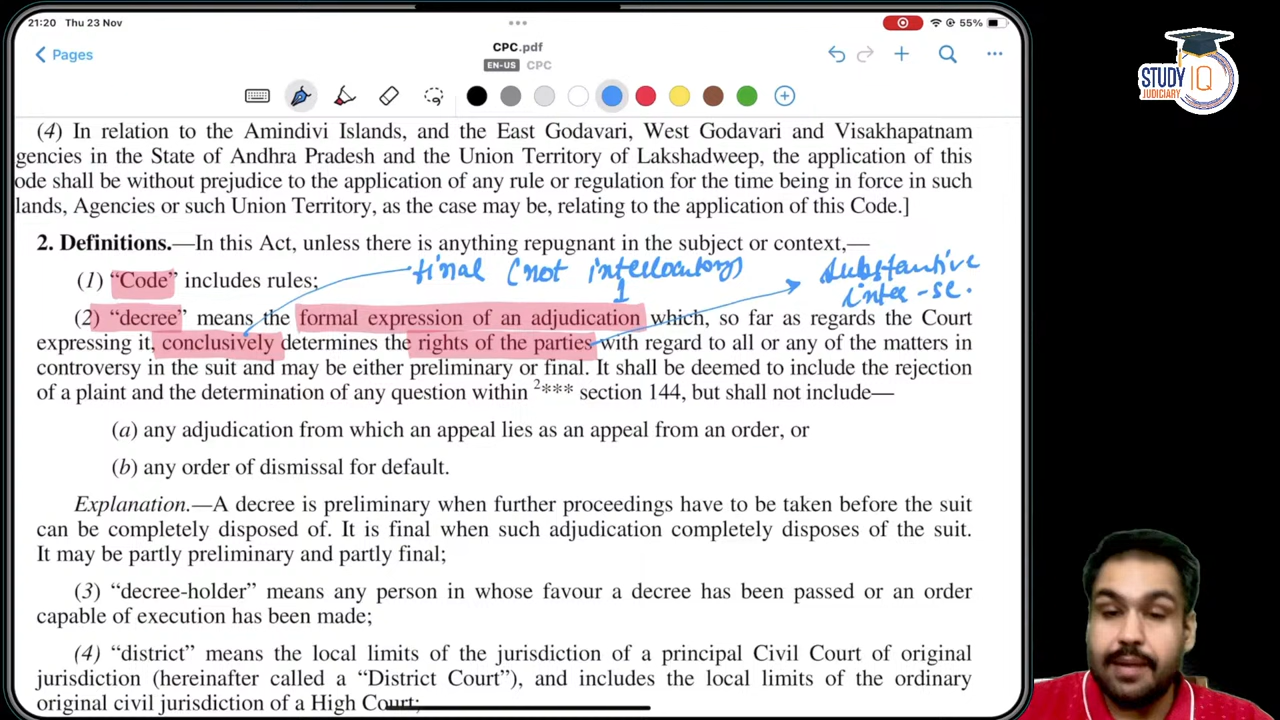 21:20 Thu 23 Nov
55%
Pages
CPC.pdf
EN-US CPC
STUDY IQ
JUDICIARY
(4) In relation to the Amindivi Islands, and the East Godavari, West Godavari and Visakhapatnam
gencies in the State of Andhra Pradesh and the Union Territory of Lakshadweep, the application of this
ode shall be without prejudice to the application of any rule or regulation for the time being in force in such
lands, Agencies or such Union Territory, as the case may be, relating to the application of this Code.]
2. Definitions.—In this Act, unless there is anything repugnant in the subject or context,—
final (not interlocutory)
substantive
inter-se.
(1) “Code” includes rules;
1
(2) “decree” means the formal expression of an adjudication which, so far as regards the Court
expressing it, conclusively determines the rights of the parties with regard to all or any of the matters in
controversy in the suit and may be either preliminary or final. It shall be deemed to include the rejection
of a plaint and the determination of any question within 2*** section 144, but shall not include—
(a) any adjudication from which an appeal lies as an appeal from an order, or
(b) any order of dismissal for default.
Explanation.—A decree is preliminary when further proceedings have to be taken before the suit
can be completely disposed of. It is final when such adjudication completely disposes of the suit.
It may be partly preliminary and partly final;
(3) “decree-holder” means any person in whose favour a decree has been passed or an order
capable of execution has been made;
(4) “district” means the local limits of the jurisdiction of a principal Civil Court of original
jurisdiction (hereinafter called a “District Court”), and includes the local limits of the ordinary
original civil jurisdiction of a High Court;